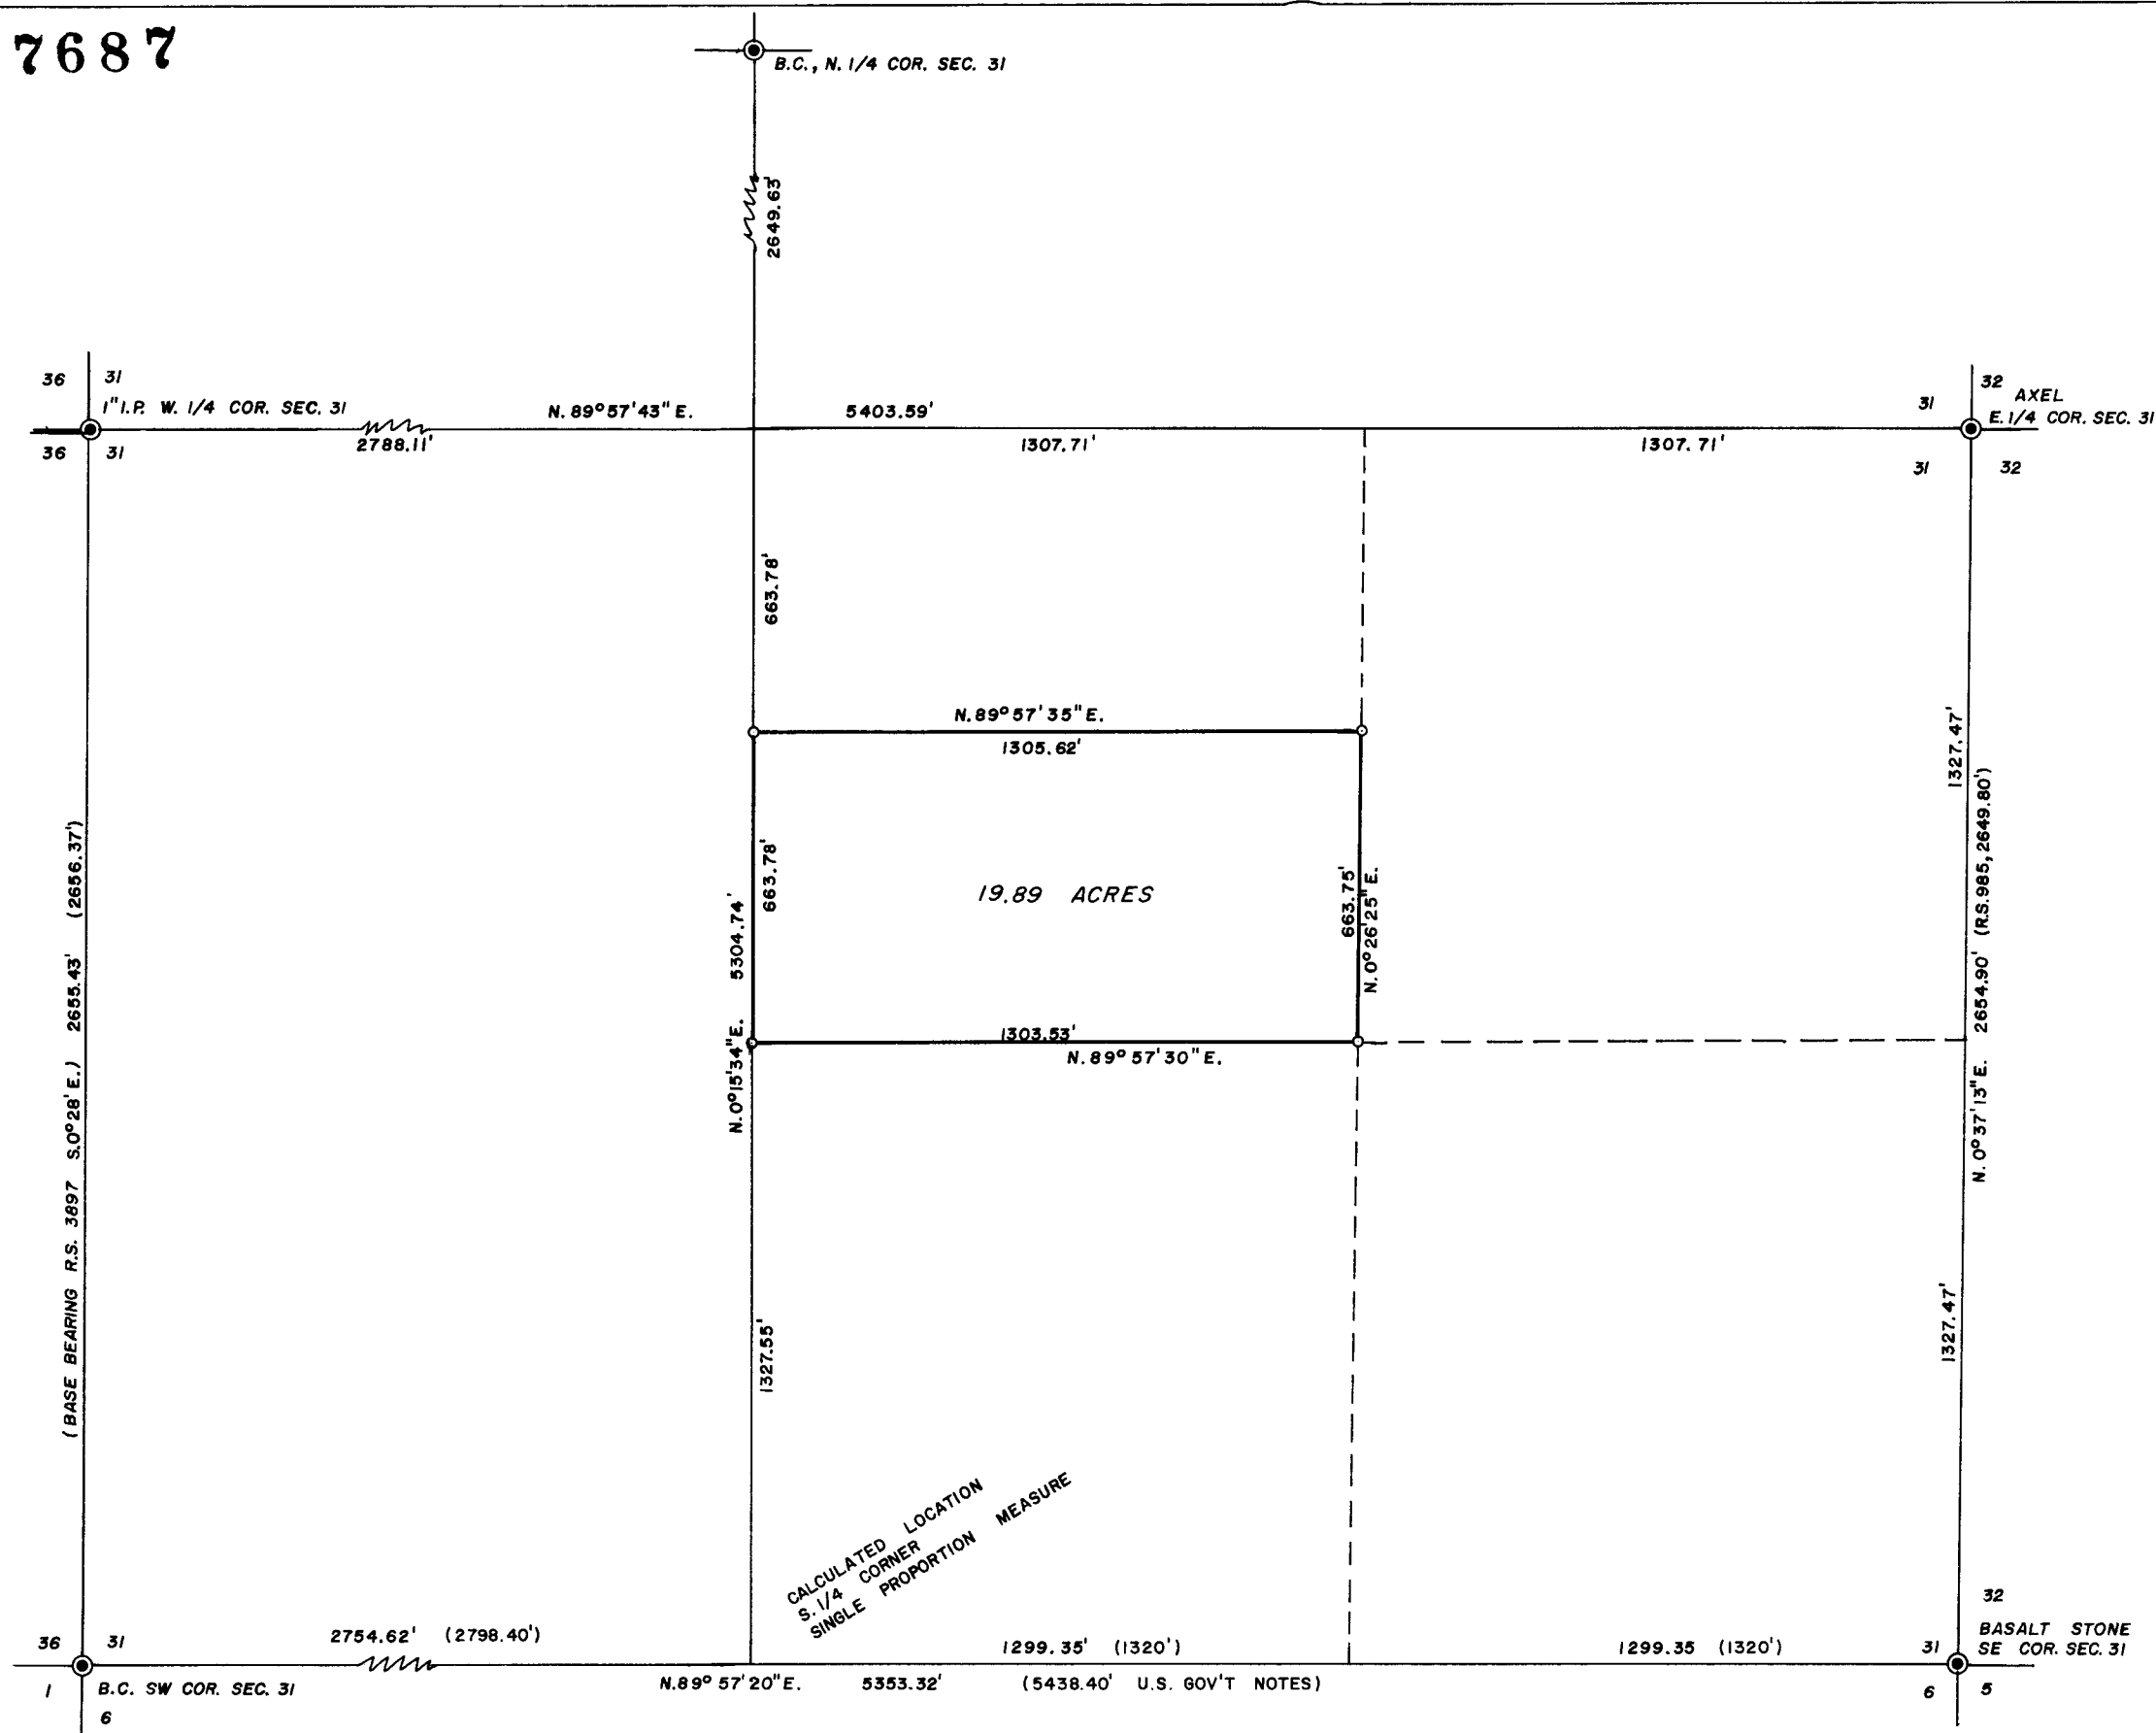 7687
B.C., N. 1/4 COR. SEC. 31
2649.63'
36 31
1" I.P. W. 1/4 COR. SEC. 31
36 31
N. 89° 57' 43" E. 5403.59'
2788.11'
1307.71'
1307.71'
32
31
AXEL
E. 1/4 COR. SEC. 31
31 32
663.78'
N. 89° 57' 35" E.
1305.62'
663.78'
19.89 ACRES
663.75'
N. 0° 26' 25" E.
1303.53'
N. 89° 57' 30" E.
N. 0° 15' 34" E. 5304.74'
1327.55'
(BASE BEARING R.S. 3897 S. 0° 28' E.) 2655.43' (2656.37')
1327.47'
N. 0° 37' 13" E. 2654.90' (R.S. 985, 2649.80')
1327.47'
CALCULATED LOCATION
S. 1/4 CORNER
SINGLE PROPORTION MEASURE
36 31
2754.62' (2798.40')
1299.35' (1320')
1299.35 (1320')
32
31
BASALT STONE
SE COR. SEC. 31
1
B.C. SW COR. SEC. 31
6
N. 89° 57' 20" E. 5353.32' (5438.40' U.S. GOV'T NOTES)
6 5